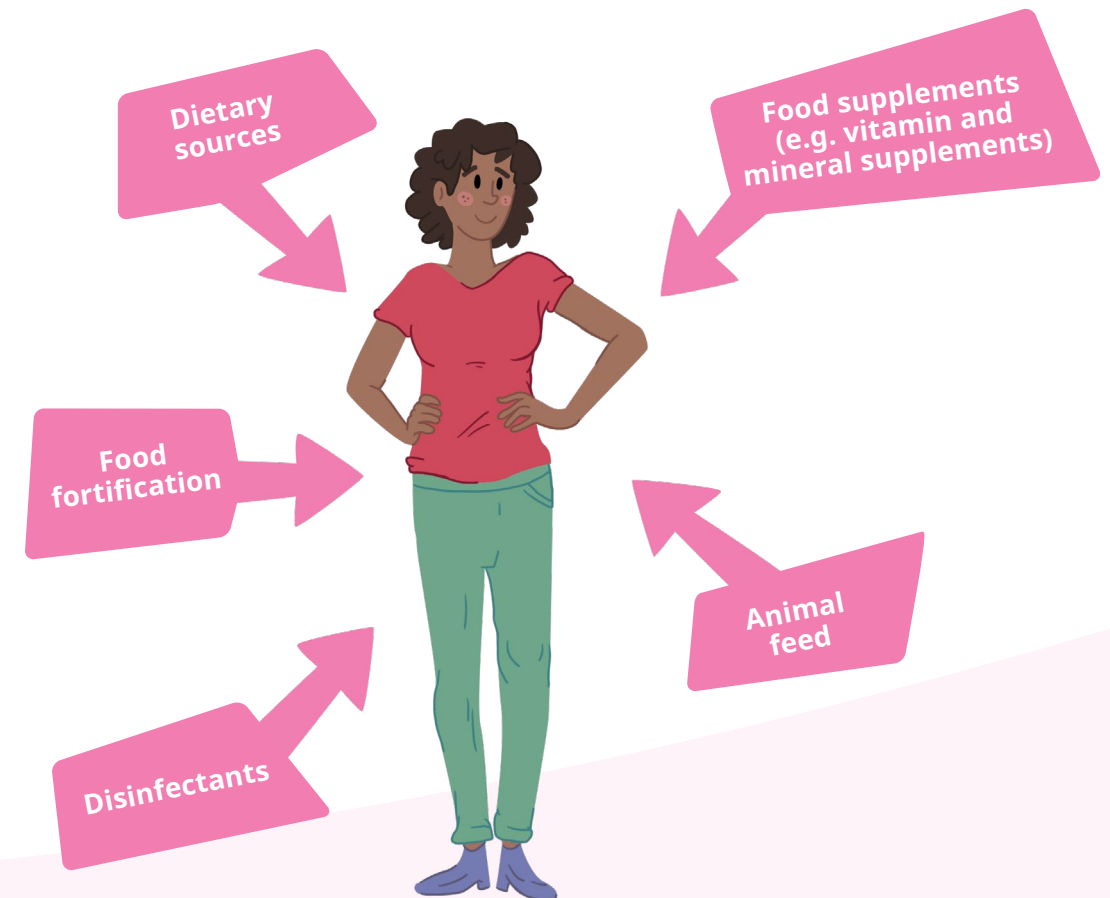 Dietary
sources
Food supplements
(e.g. vitamin and
mineral supplements)
Food
fortification
Animal
feed
Disinfectants